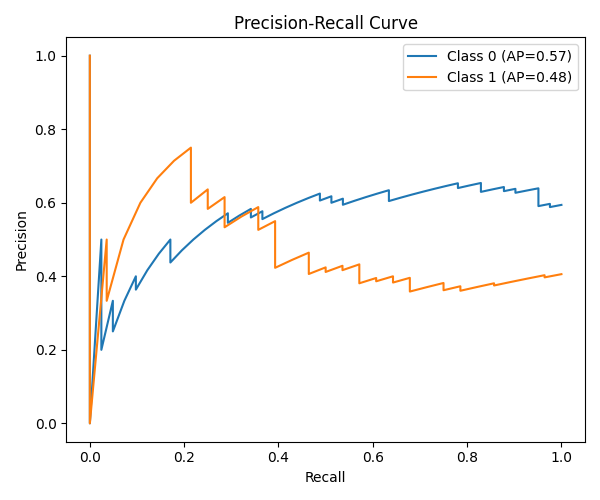 Precision-Recall Curve
Class 0 (AP=0.57)
Class 1 (AP=0.48)
Precision
1.0
0.8
0.6
0.4
0.2
0.0
0.0 0.2 0.4 0.6 0.8 1.0
Recall